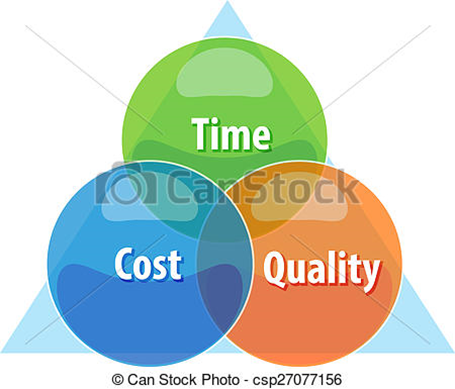 Time
Cost
Quality
© Can Stock Photo - csp27077156